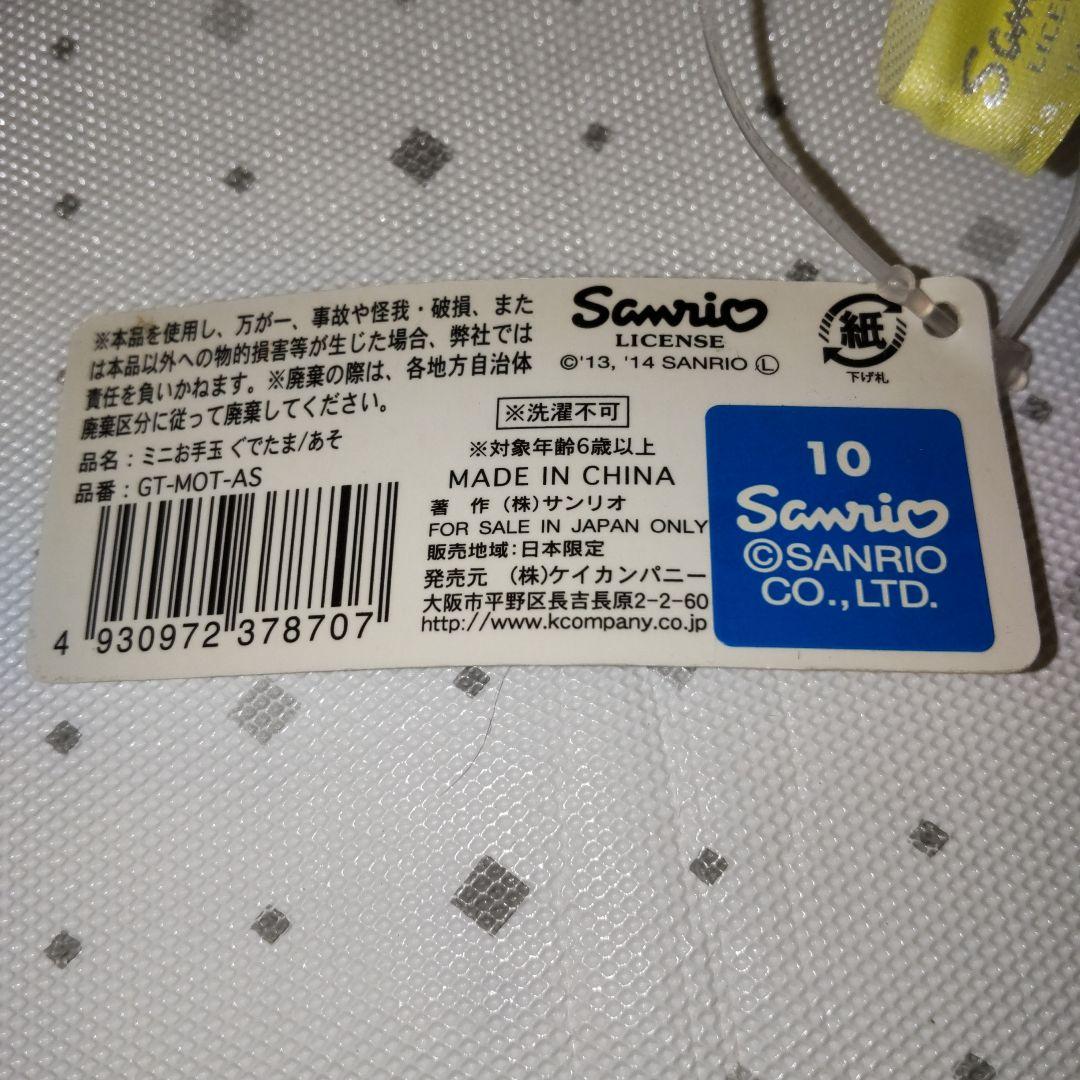 ※本品を使用し、万が一、事故や怪我・破損、また
は本品以外への物的損害等が生じた場合、弊社では
責任を負いかねます。※廃棄の際は、各地方自治体
廃棄区分に従って廃棄してください。
品名：ミニお手玉 ぐでたま/あそ
品番：GT-MOT-AS
4 930972 378707
Sanrio
LICENSE
©'13, '14 SANRIO Ⓛ
※洗濯不可
※対象年齢6歳以上
MADE IN CHINA
著 作 (株)サンリオ
FOR SALE IN JAPAN ONLY
販売地域：日本限定
発売元 (株)ケイカンパニー
大阪市平野区長吉長原2-2-60
http://www.kcompany.co.jp
紙
下げ札
10
Sanrio
©SANRIO
CO.,LTD.